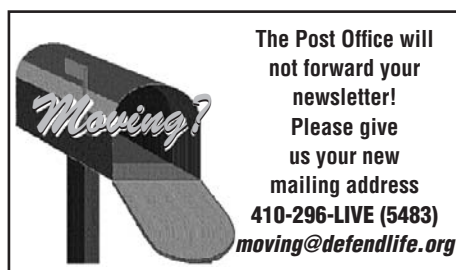 Moving?
The Post Office will
not forward your
newsletter!
Please give
us your new
mailing address
410-296-LIVE (5483)
moving@defendlife.org